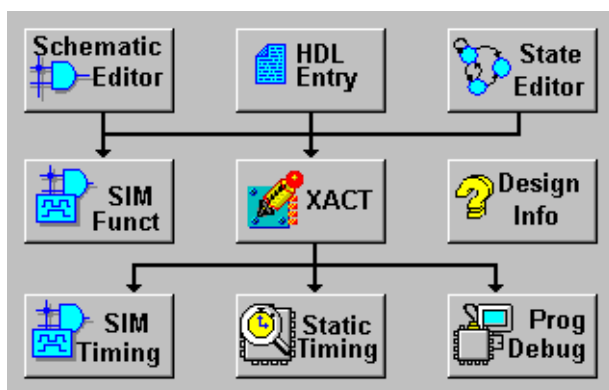 Schematic
Editor
HDL
Entry
State
Editor
SIM
Funct
XACT
Design
Info
SIM
Timing
Static
Timing
Prog
Debug